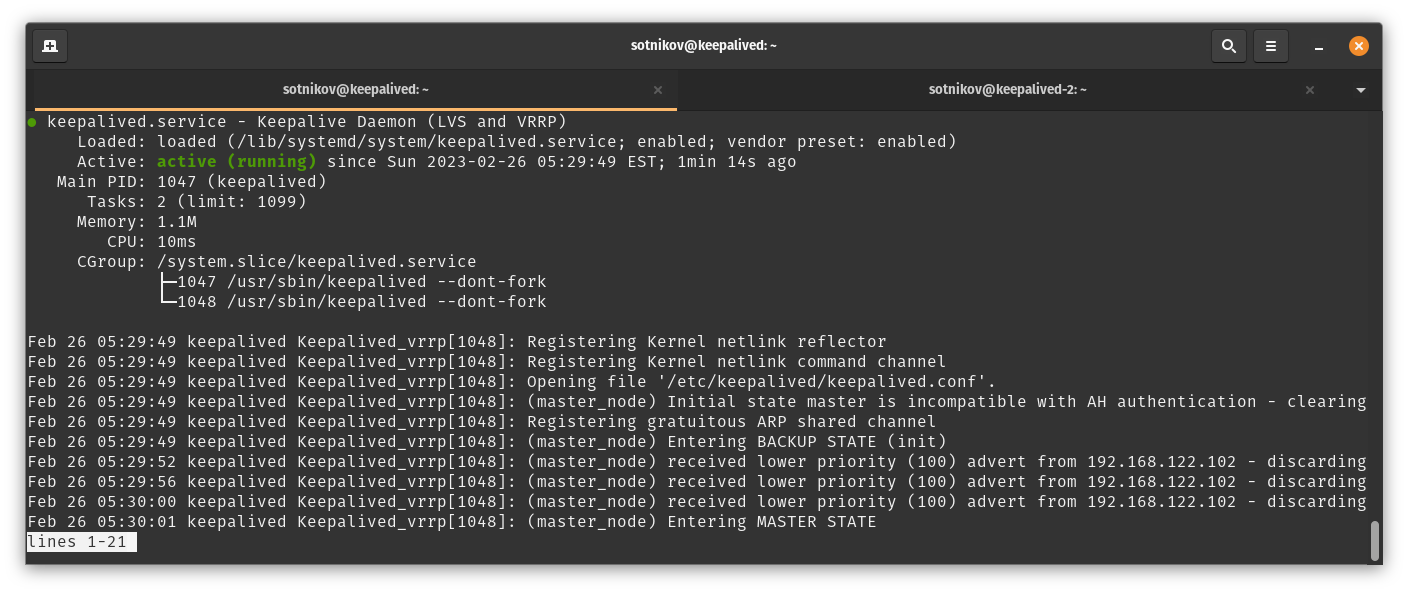 sotnikov@keepalived: ~
sotnikov@keepalived: ~
sotnikov@keepalived-2: ~
● keepalived.service - Keepalive Daemon (LVS and VRRP)
     Loaded: loaded (/lib/systemd/system/keepalived.service; enabled; vendor preset: enabled)
     Active: active (running) since Sun 2023-02-26 05:29:49 EST; 1min 14s ago
   Main PID: 1047 (keepalived)
      Tasks: 2 (limit: 1099)
     Memory: 1.1M
        CPU: 10ms
     CGroup: /system.slice/keepalived.service
             ├─1047 /usr/sbin/keepalived --dont-fork
             └─1048 /usr/sbin/keepalived --dont-fork
Feb 26 05:29:49 keepalived Keepalived_vrrp[1048]: Registering Kernel netlink reflector
Feb 26 05:29:49 keepalived Keepalived_vrrp[1048]: Registering Kernel netlink command channel
Feb 26 05:29:49 keepalived Keepalived_vrrp[1048]: Opening file '/etc/keepalived/keepalived.conf'.
Feb 26 05:29:49 keepalived Keepalived_vrrp[1048]: (master_node) Initial state master is incompatible with AH authentication - clearing
Feb 26 05:29:49 keepalived Keepalived_vrrp[1048]: Registering gratuitous ARP shared channel
Feb 26 05:29:49 keepalived Keepalived_vrrp[1048]: (master_node) Entering BACKUP STATE (init)
Feb 26 05:29:52 keepalived Keepalived_vrrp[1048]: (master_node) received lower priority (100) advert from 192.168.122.102 - discarding
Feb 26 05:29:56 keepalived Keepalived_vrrp[1048]: (master_node) received lower priority (100) advert from 192.168.122.102 - discarding
Feb 26 05:30:00 keepalived Keepalived_vrrp[1048]: (master_node) received lower priority (100) advert from 192.168.122.102 - discarding
Feb 26 05:30:01 keepalived Keepalived_vrrp[1048]: (master_node) Entering MASTER STATE
lines 1-21